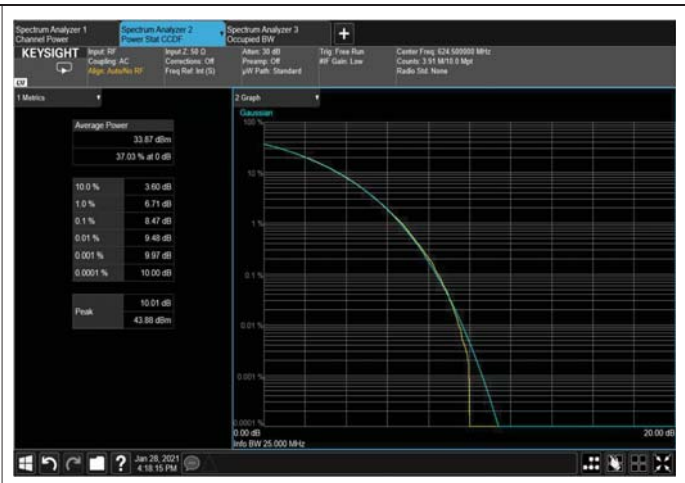 Spectrum Analyzer 1
Channel Power
Spectrum Analyzer 2
Power Stat CCDF
Spectrum Analyzer 3
Occupied BW
+
KEYSIGHT
Input: RF
Coupling: AC
Align: Auto/No RF
Input Z: 50 Ω
Corrections: Off
Freq Ref: Int (S)
Atten: 30 dB
Preamp: Off
µW Path: Standard
Trig: Free Run
#IF Gain: Low
Center Freq: 624.500000 MHz
Counts: 3.91 M/10.0 Mpt
Radio Std: None
1 Metrics
Average Power
33.87 dBm
37.03 % at 0 dB
10.0 % 3.60 dB
1.0 % 6.71 dB
0.1 % 8.47 dB
0.01 % 9.48 dB
0.001 % 9.97 dB
0.0001 % 10.00 dB
Peak
10.01 dB
43.88 dBm
2 Graph
Gaussian
100 %
10 %
1 %
0.1 %
0.01 %
0.001 %
0.0001 %
0.00 dB
20.00 dB
Info BW 25.000 MHz
?
Jan 28, 2021
4:18:15 PM